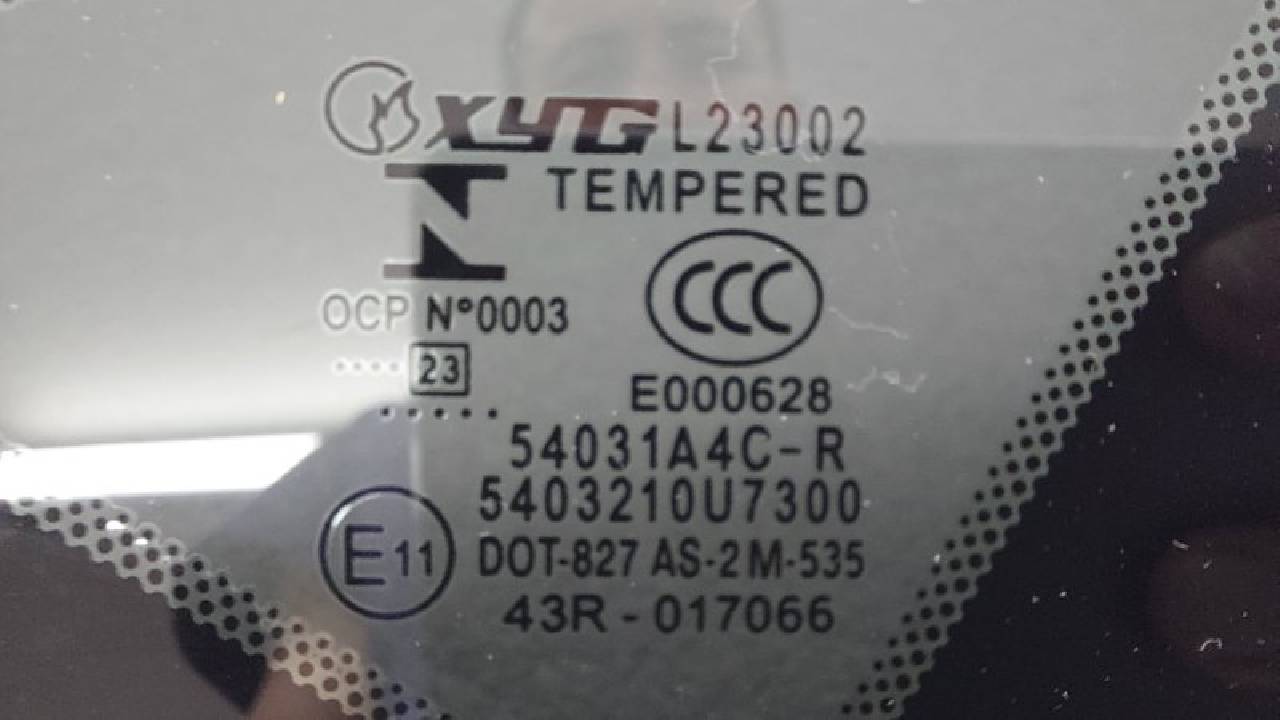 XYG L23002
TEMPERED
CCC
OCP N°0003
23
E000628
54031A4C-R
5403210U7300
E11
DOT-827 AS-2 M-535
43R - 017066